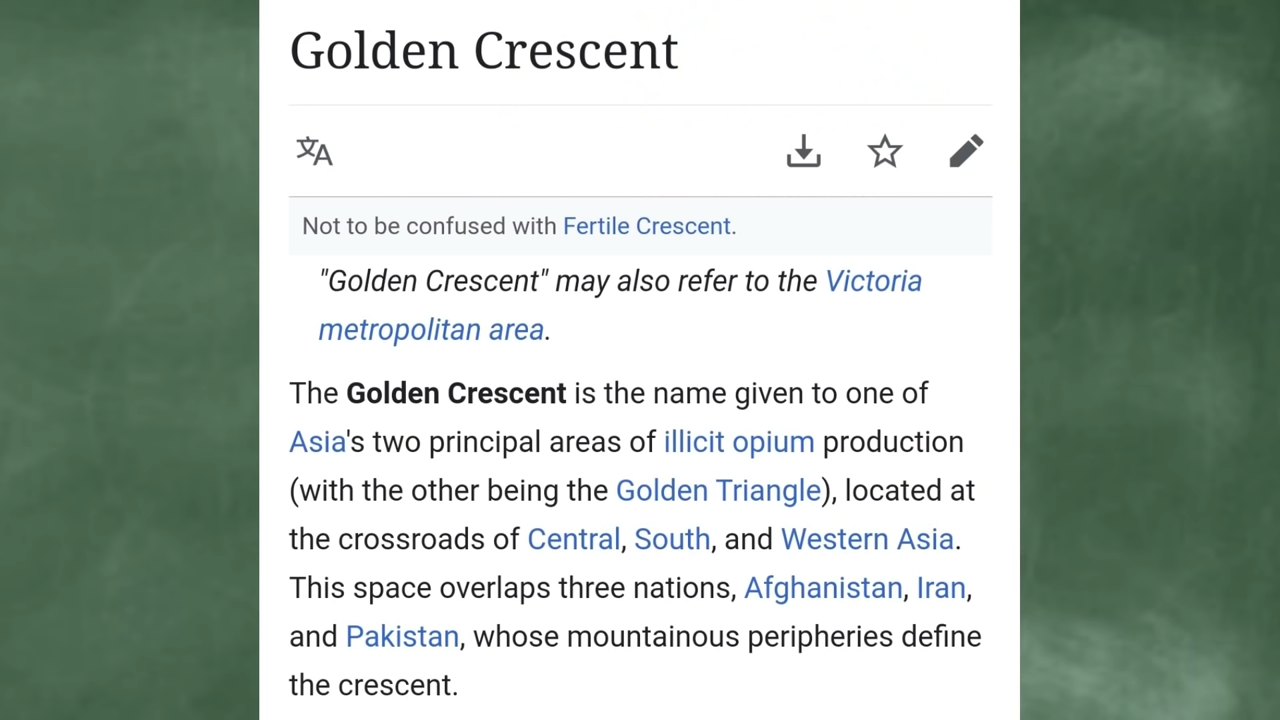 Golden Crescent
文A
Not to be confused with Fertile Crescent.
"Golden Crescent" may also refer to the Victoria
metropolitan area.
The Golden Crescent is the name given to one of
Asia's two principal areas of illicit opium production
(with the other being the Golden Triangle), located at
the crossroads of Central, South, and Western Asia.
This space overlaps three nations, Afghanistan, Iran,
and Pakistan, whose mountainous peripheries define
the crescent.